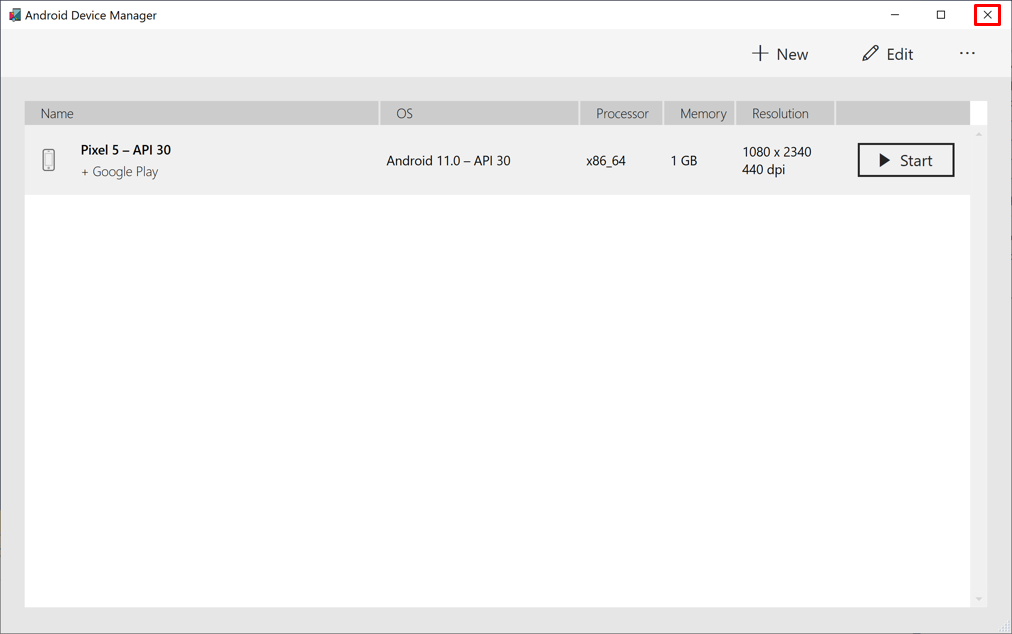 Android Device Manager
New Edit ...
Name OS Processor Memory Resolution
Pixel 5 – API 30
+ Google Play
Android 11.0 – API 30
x86_64
1 GB
1080 x 2340
440 dpi
Start